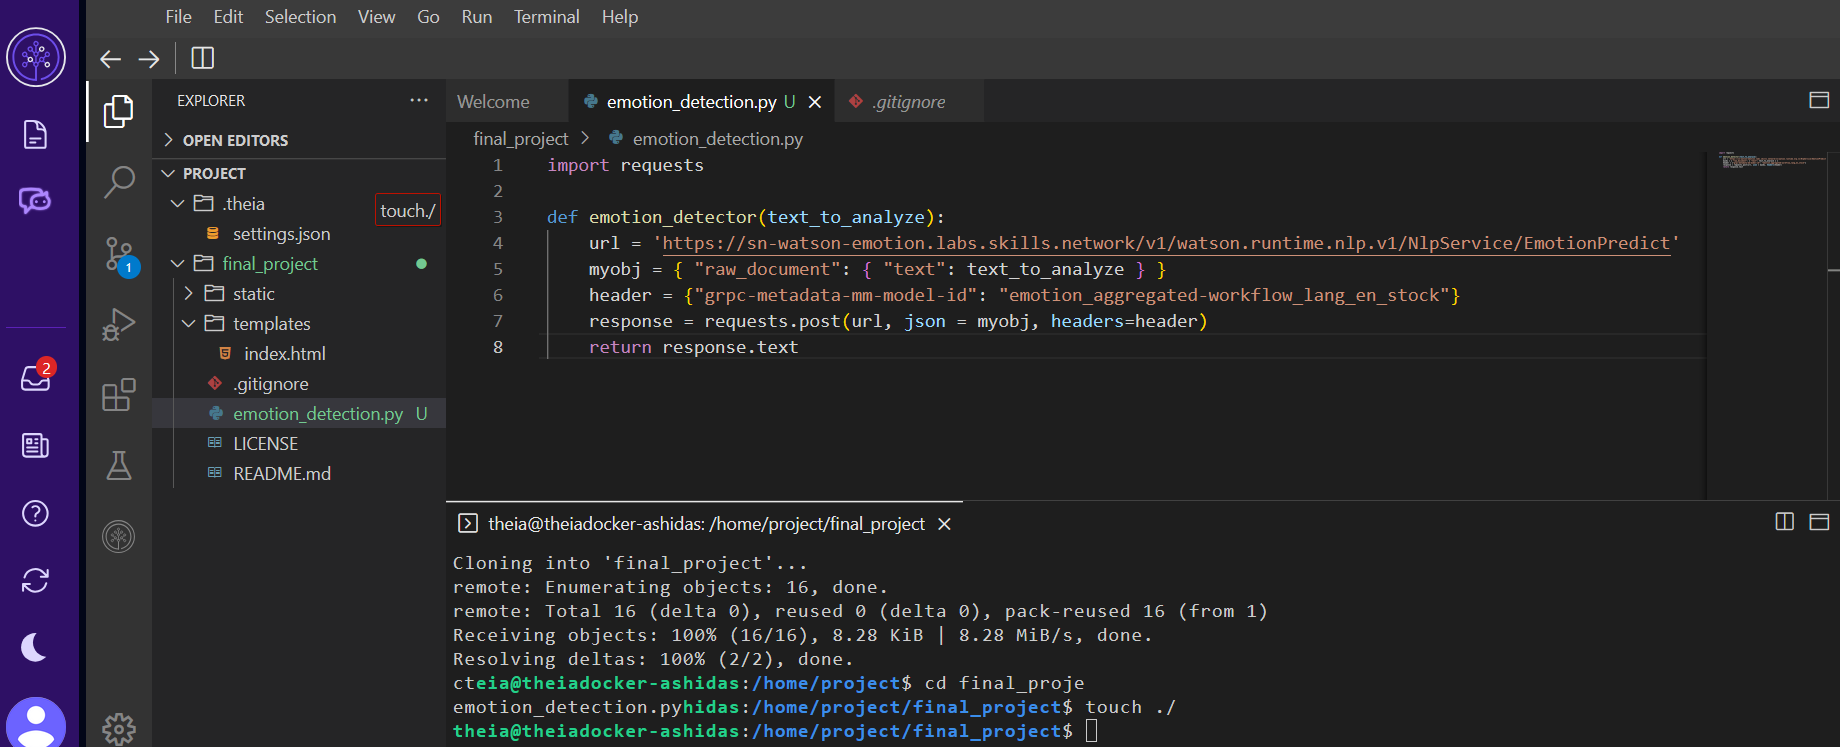 File Edit Selection View Go Run Terminal Help
EXPLORER
OPEN EDITORS
PROJECT
.theia
touch./
settings.json
final_project
static
templates
index.html
.gitignore
emotion_detection.py U
LICENSE
README.md
1
2
Welcome emotion_detection.py U .gitignore
final_project > emotion_detection.py
1 import requests
2
3 def emotion_detector(text_to_analyze):
4 url = 'https://sn-watson-emotion.labs.skills.network/v1/watson.runtime.nlp.v1/NlpService/EmotionPredict'
5 myobj = { "raw_document": { "text": text_to_analyze } }
6 header = {"grpc-metadata-mm-model-id": "emotion_aggregated-workflow_lang_en_stock"}
7 response = requests.post(url, json = myobj, headers=header)
8 return response.text
theia@theiadocker-ashidas: /home/project/final_project
Cloning into 'final_project'...
remote: Enumerating objects: 16, done.
remote: Total 16 (delta 0), reused 0 (delta 0), pack-reused 16 (from 1)
Receiving objects: 100% (16/16), 8.28 KiB | 8.28 MiB/s, done.
Resolving deltas: 100% (2/2), done.
cteia@theiadocker-ashidas:/home/project$ cd final_proje
emotion_detection.pyhidas:/home/project/final_project$ touch ./
theia@theiadocker-ashidas:/home/project/final_project$